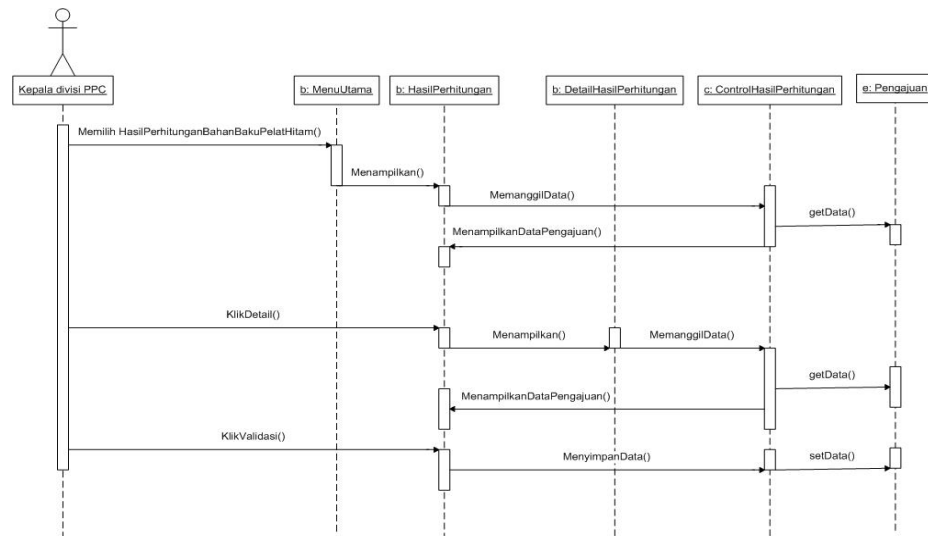 Kepala divisi PPC
b: MenuUtama
b: HasilPerhitungan
b: DetailHasilPerhitungan
c: ControlHasilPerhitungan
e: Pengajuan
Memilih HasilPerhitunganBahanBakuPelatHitam()
Menampilkan()
MemanggilData()
getData()
MenampilkanDataPengajuan()
KlikDetail()
Menampilkan()
MemanggilData()
getData()
MenampilkanDataPengajuan()
KlikValidasi()
MenyimpanData()
setData()